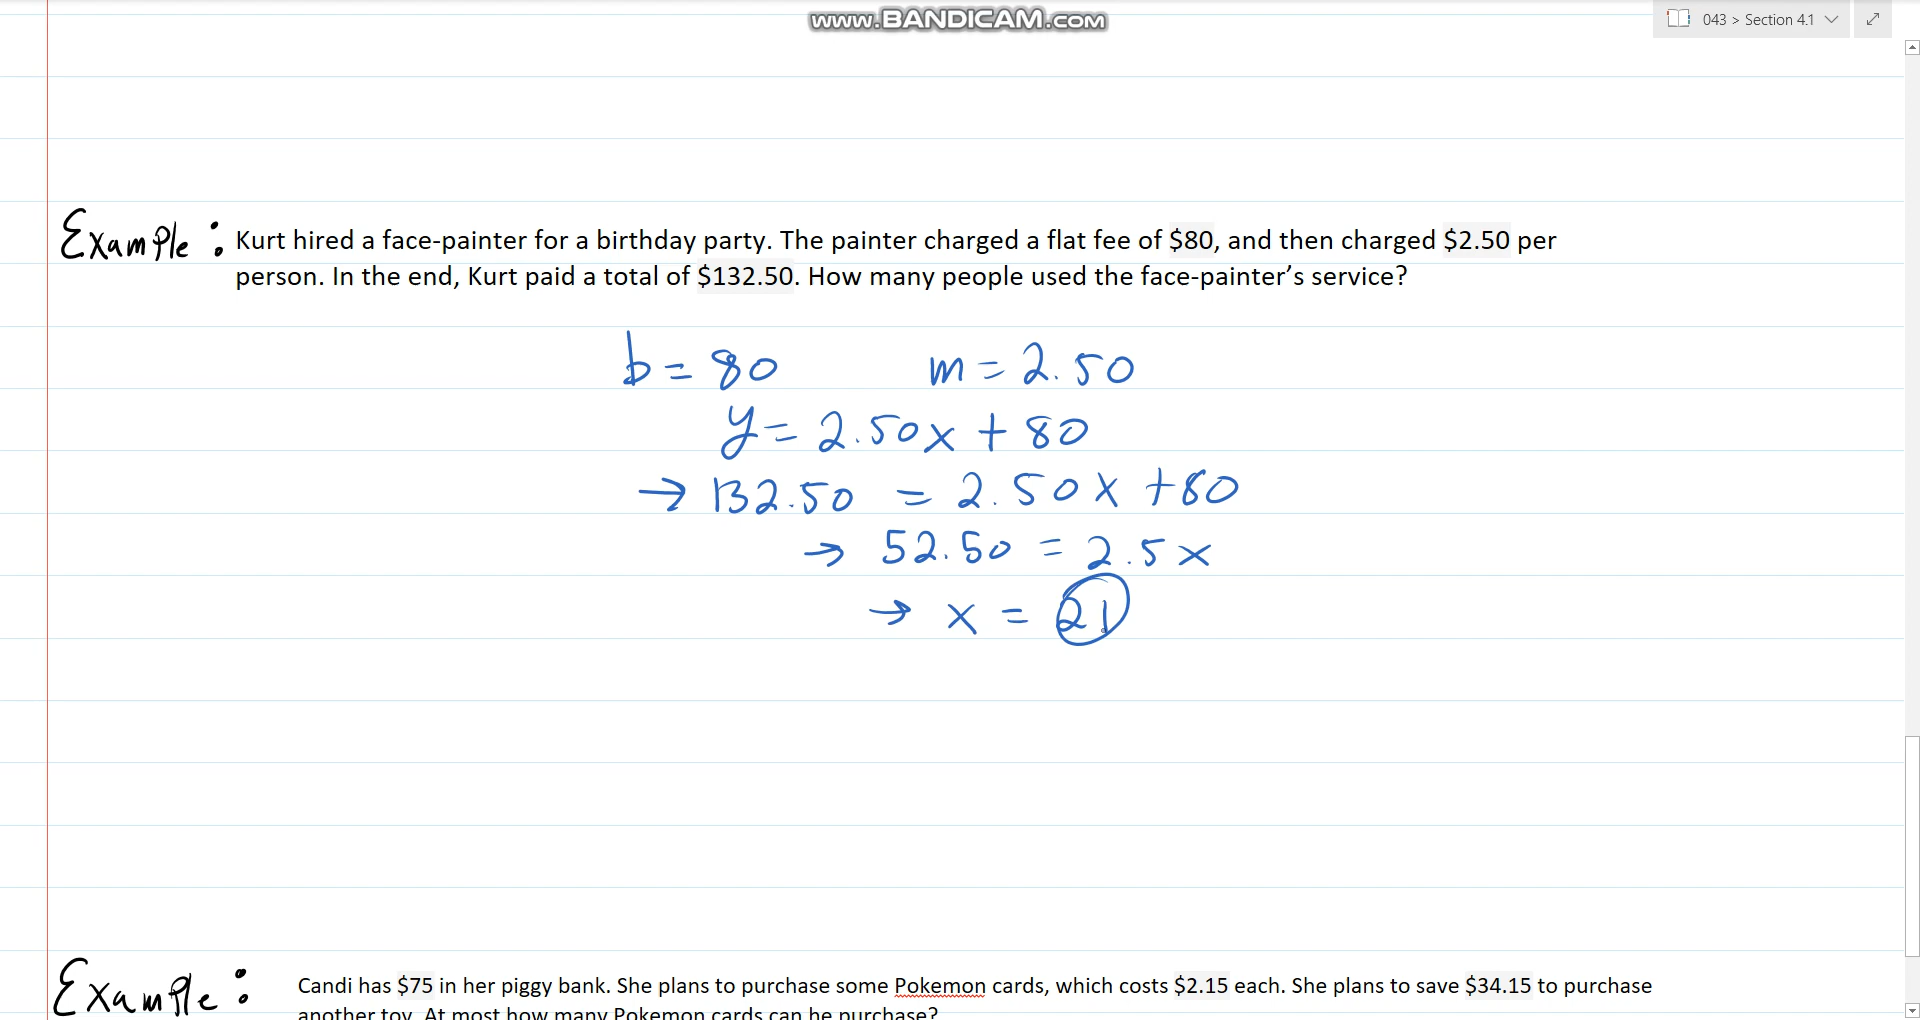 www.BANDICAM.com
043 > Section 4.1
Example: Kurt hired a face-painter for a birthday party. The painter charged a flat fee of $80, and then charged $2.50 per
person. In the end, Kurt paid a total of $132.50. How many people used the face-painter’s service?
b = 80 m = 2.50
y = 2.50x + 80
→ 132.50 = 2.50x + 80
→ 52.50 = 2.5x
→ x = 21
Example: Candi has $75 in her piggy bank. She plans to purchase some Pokemon cards, which costs $2.15 each. She plans to save $34.15 to purchase
another toy. At most how many Pokemon cards can be purchase?